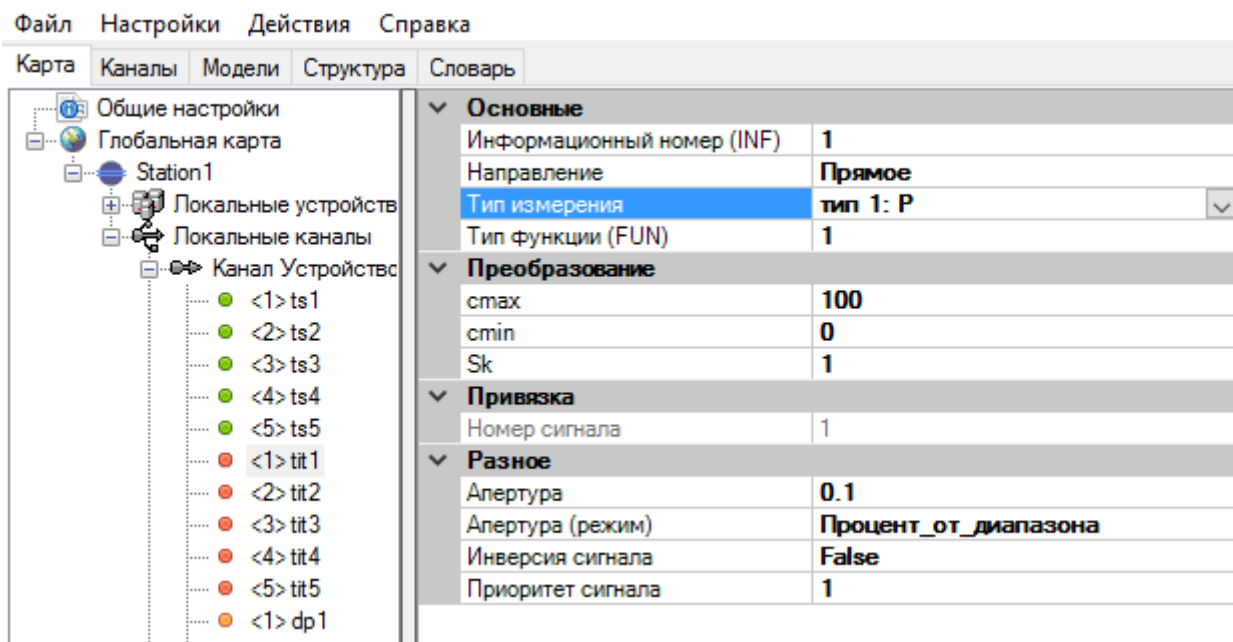 Файл Настройки Действия Справка
Карта Каналы Модели Структура Словарь
Общие настройки
Глобальная карта
Station1
Локальные устройств
Локальные каналы
Канал Устройство
<1> ts1
<2> ts2
<3> ts3
<4> ts4
<5> ts5
<1> tit1
<2> tit2
<3> tit3
<4> tit4
<5> tit5
<1> dp1
Основные
Информационный номер (INF) 1
Направление Прямое
Тип измерения тип 1: P
Тип функции (FUN) 1
Преобразование
cmax 100
cmin 0
Sk 1
Привязка
Номер сигнала 1
Разное
Апертура 0.1
Апертура (режим) Процент_от_диапазона
Инверсия сигнала False
Приоритет сигнала 1